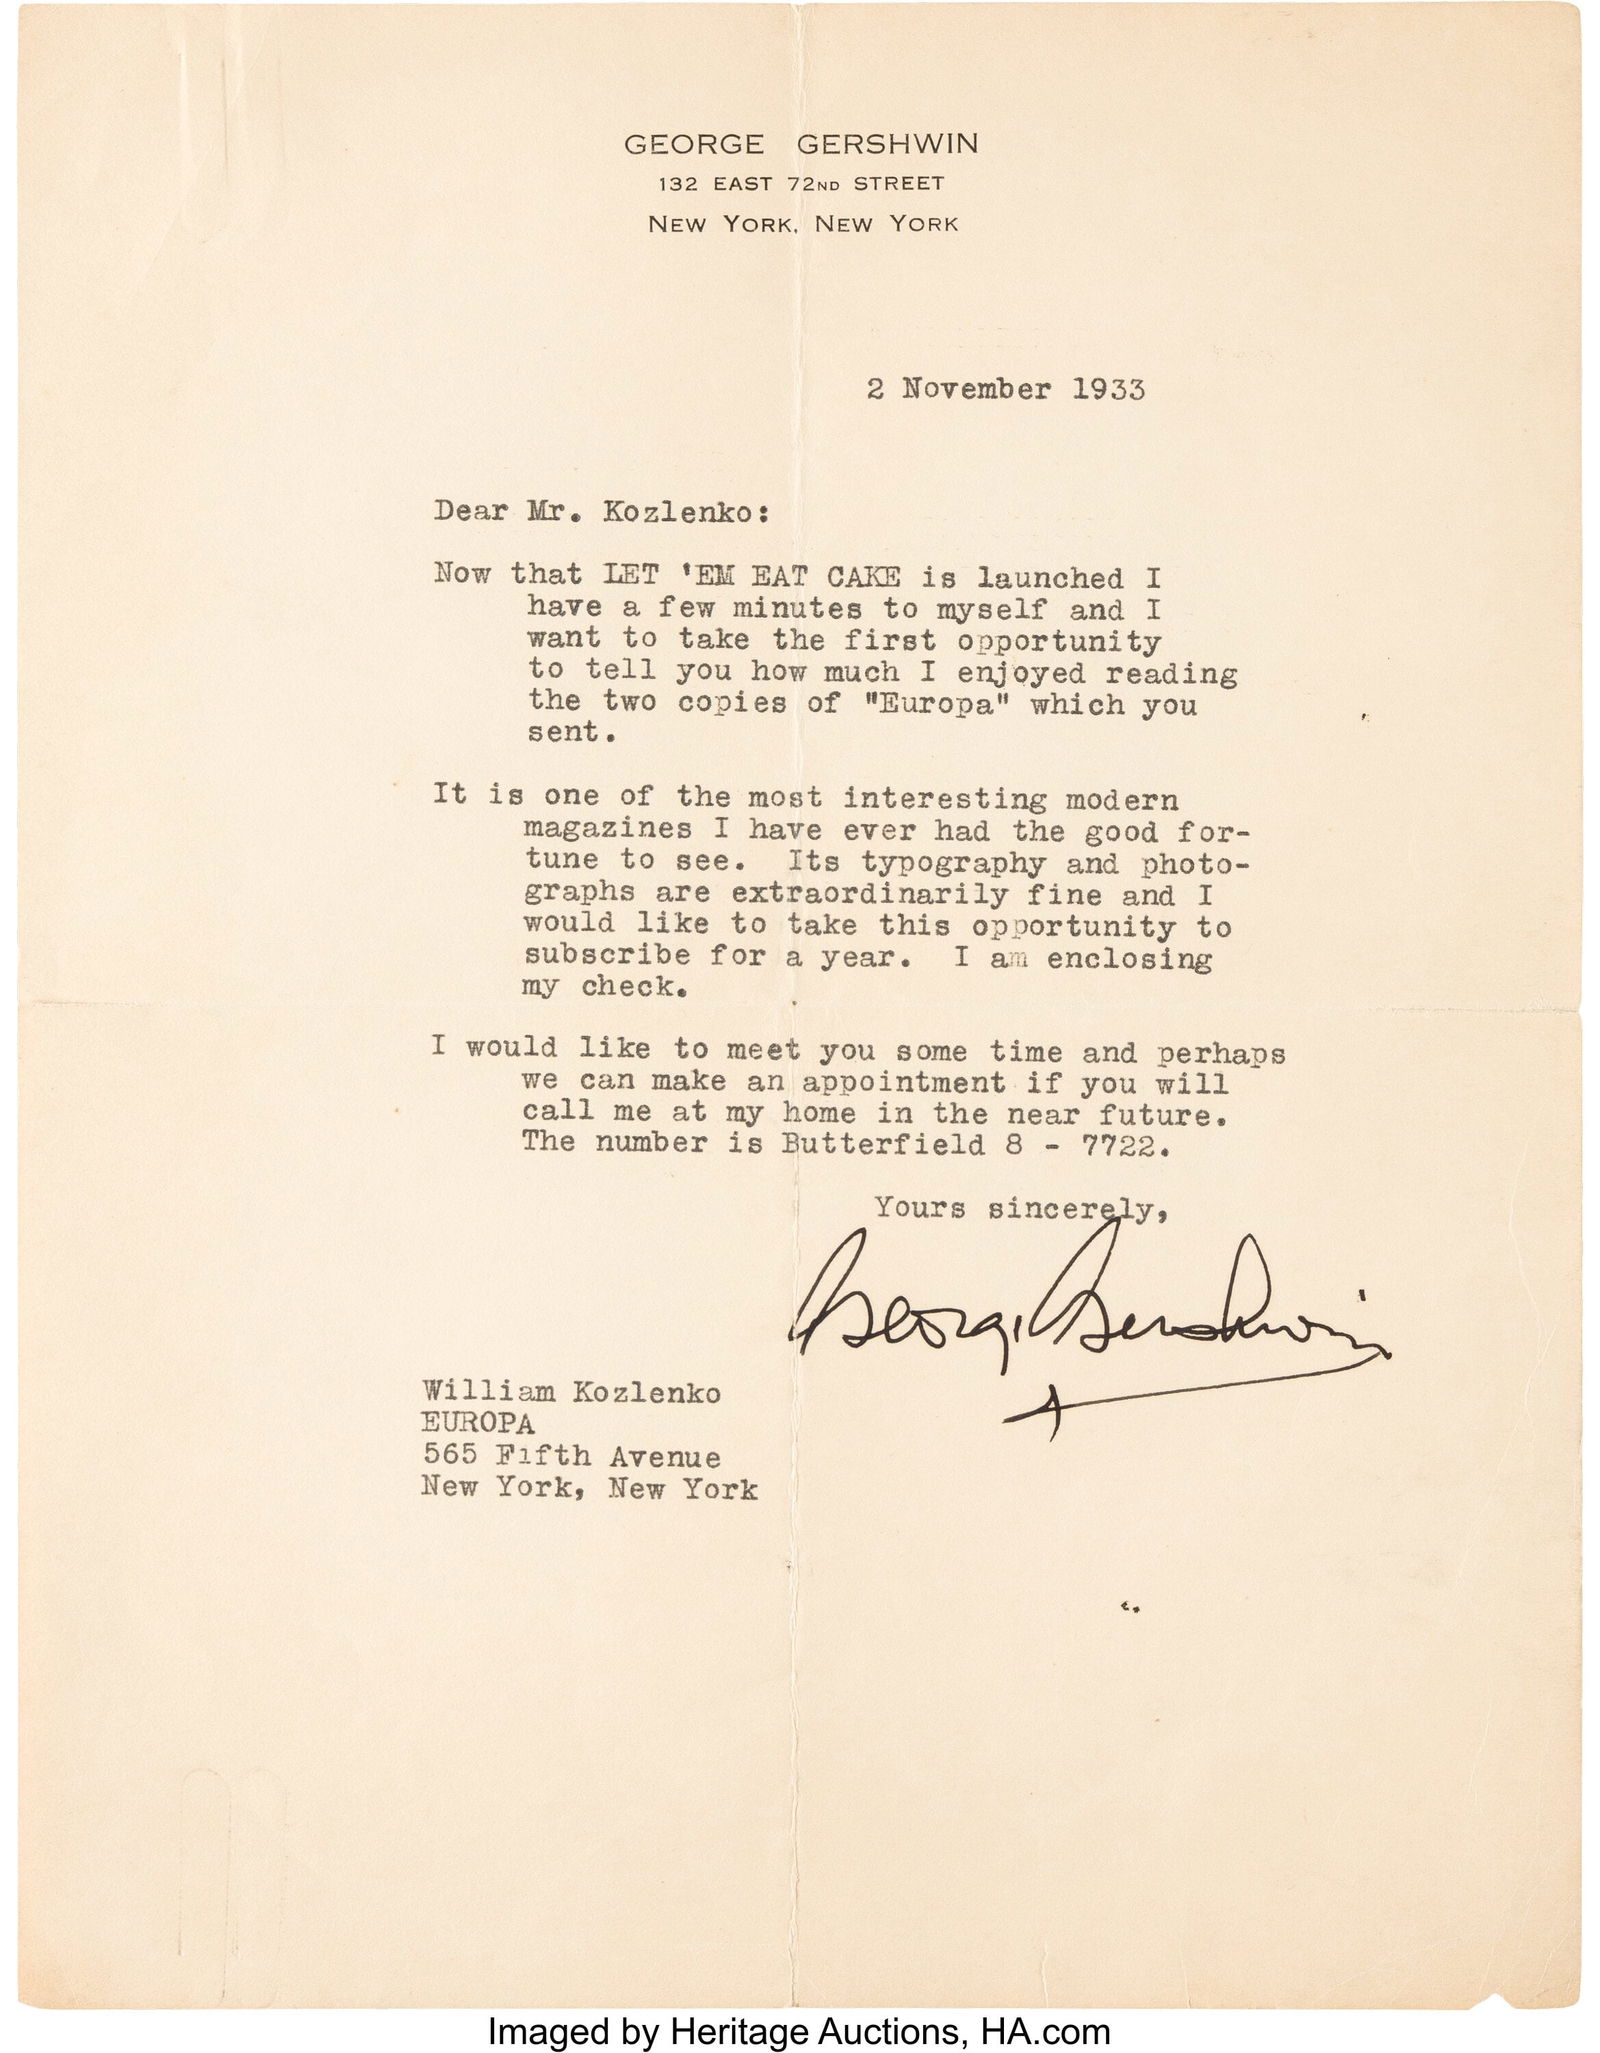 GEORGE GERSHWIN
132 EAST 72ND STREET
NEW YORK, NEW YORK
2 November 1933
Dear Mr. Kozlenko:
Now that LET 'EM EAT CAKE is launched I
have a few minutes to myself and I
want to take the first opportunity
to tell you how much I enjoyed reading
the two copies of "Europa" which you
sent.
It is one of the most interesting modern
magazines I have ever had the good for-
tune to see. Its typography and photo-
graphs are extraordinarily fine and I
would like to take this opportunity to
subscribe for a year. I am enclosing
my check.
I would like to meet you some time and perhaps
we can make an appointment if you will
call me at my home in the near future.
The number is Butterfield 8 - 7722.
Yours sincerely,
George Gershwin
William Kozlenko
EUROPA
565 Fifth Avenue
New York, New York
Imaged by Heritage Auctions, HA.com